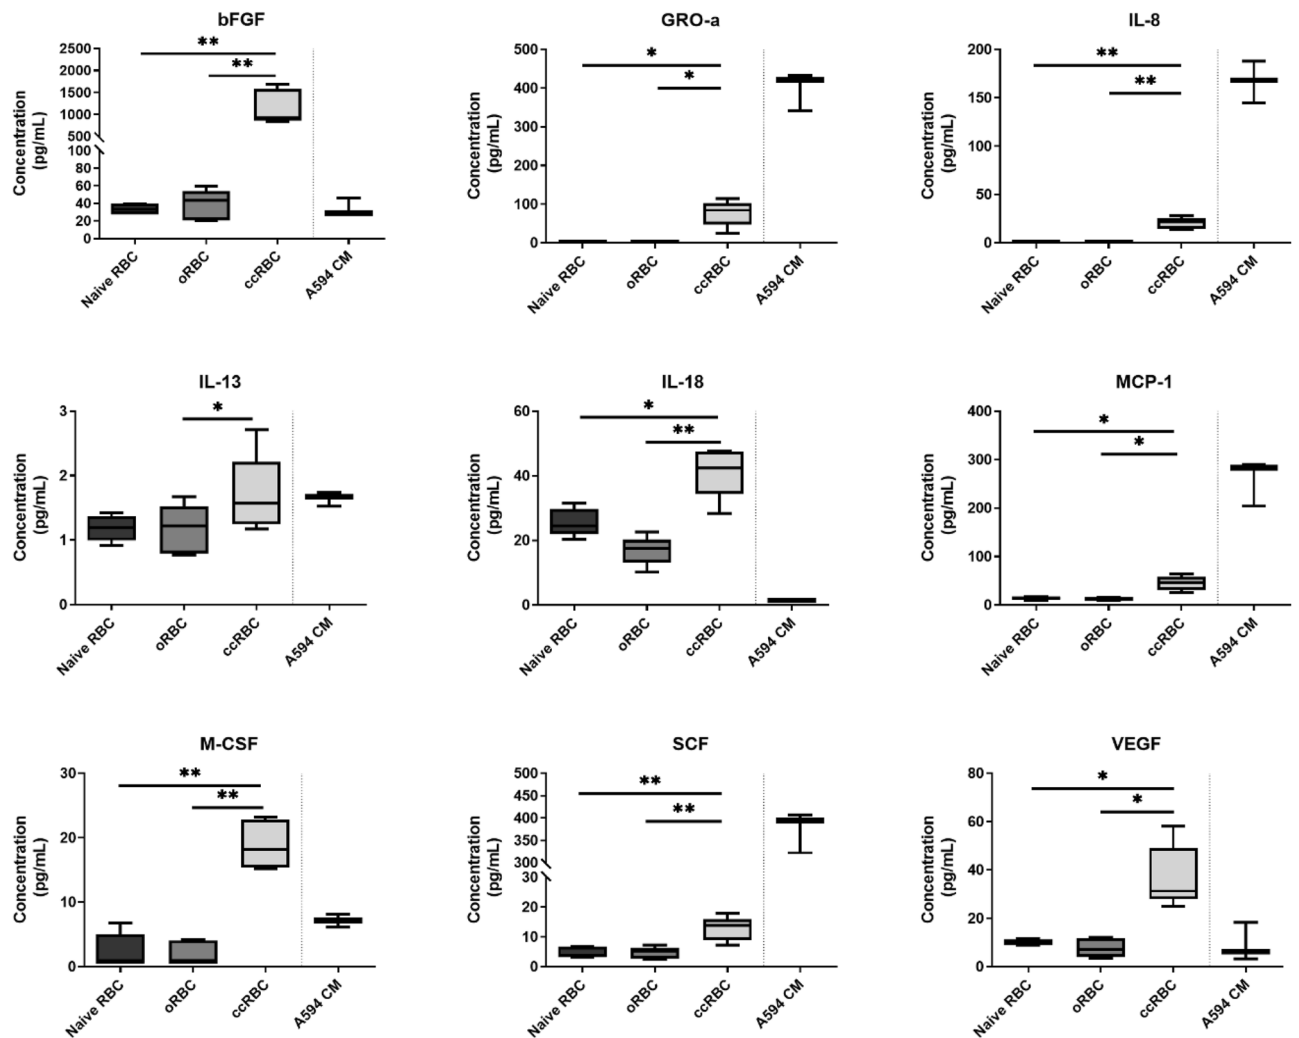 bFGF
Concentration
(pg/mL)
2500
2000
1500
1000
500
100
80
60
40
20
0
**
**
Naive RBC
oRBC
ccRBC
A594 CM
GRO-a
Concentration
(pg/mL)
500
400
300
200
100
0
*
*
Naive RBC
oRBC
ccRBC
A594 CM
IL-8
Concentration
(pg/mL)
200
150
100
50
0
**
**
Naive RBC
oRBC
ccRBC
A594 CM
IL-13
Concentration
(pg/mL)
3
2
1
0
*
Naive RBC
oRBC
ccRBC
A594 CM
IL-18
Concentration
(pg/mL)
60
40
20
0
*
**
Naive RBC
oRBC
ccRBC
A594 CM
MCP-1
Concentration
(pg/mL)
400
300
200
100
0
*
*
Naive RBC
oRBC
ccRBC
A594 CM
M-CSF
Concentration
(pg/mL)
30
20
10
0
**
**
Naive RBC
oRBC
ccRBC
A594 CM
SCF
Concentration
(pg/mL)
500
450
400
350
300
30
20
10
0
**
**
Naive RBC
oRBC
ccRBC
A594 CM
VEGF
Concentration
(pg/mL)
80
60
40
20
0
*
*
Naive RBC
oRBC
ccRBC
A594 CM